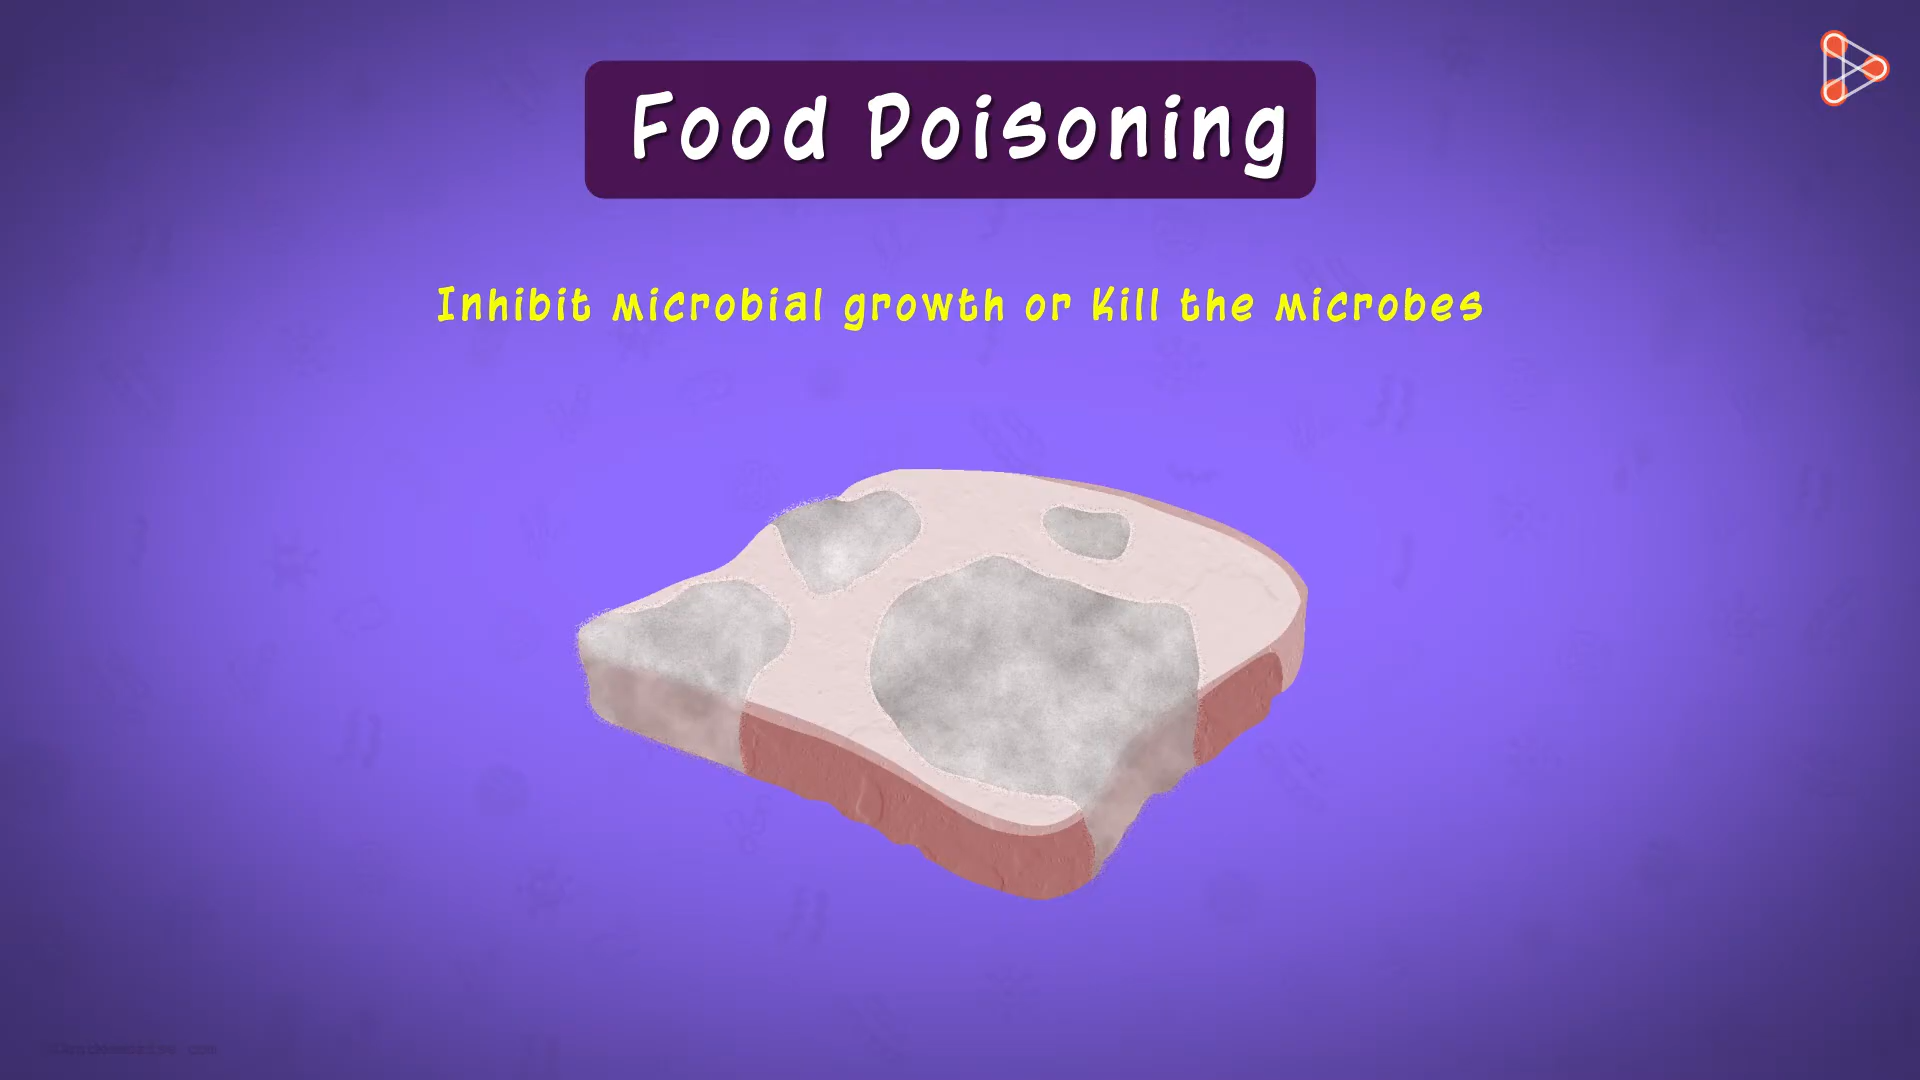 Food Poisoning
Inhibit microbial growth or Kill the microbes